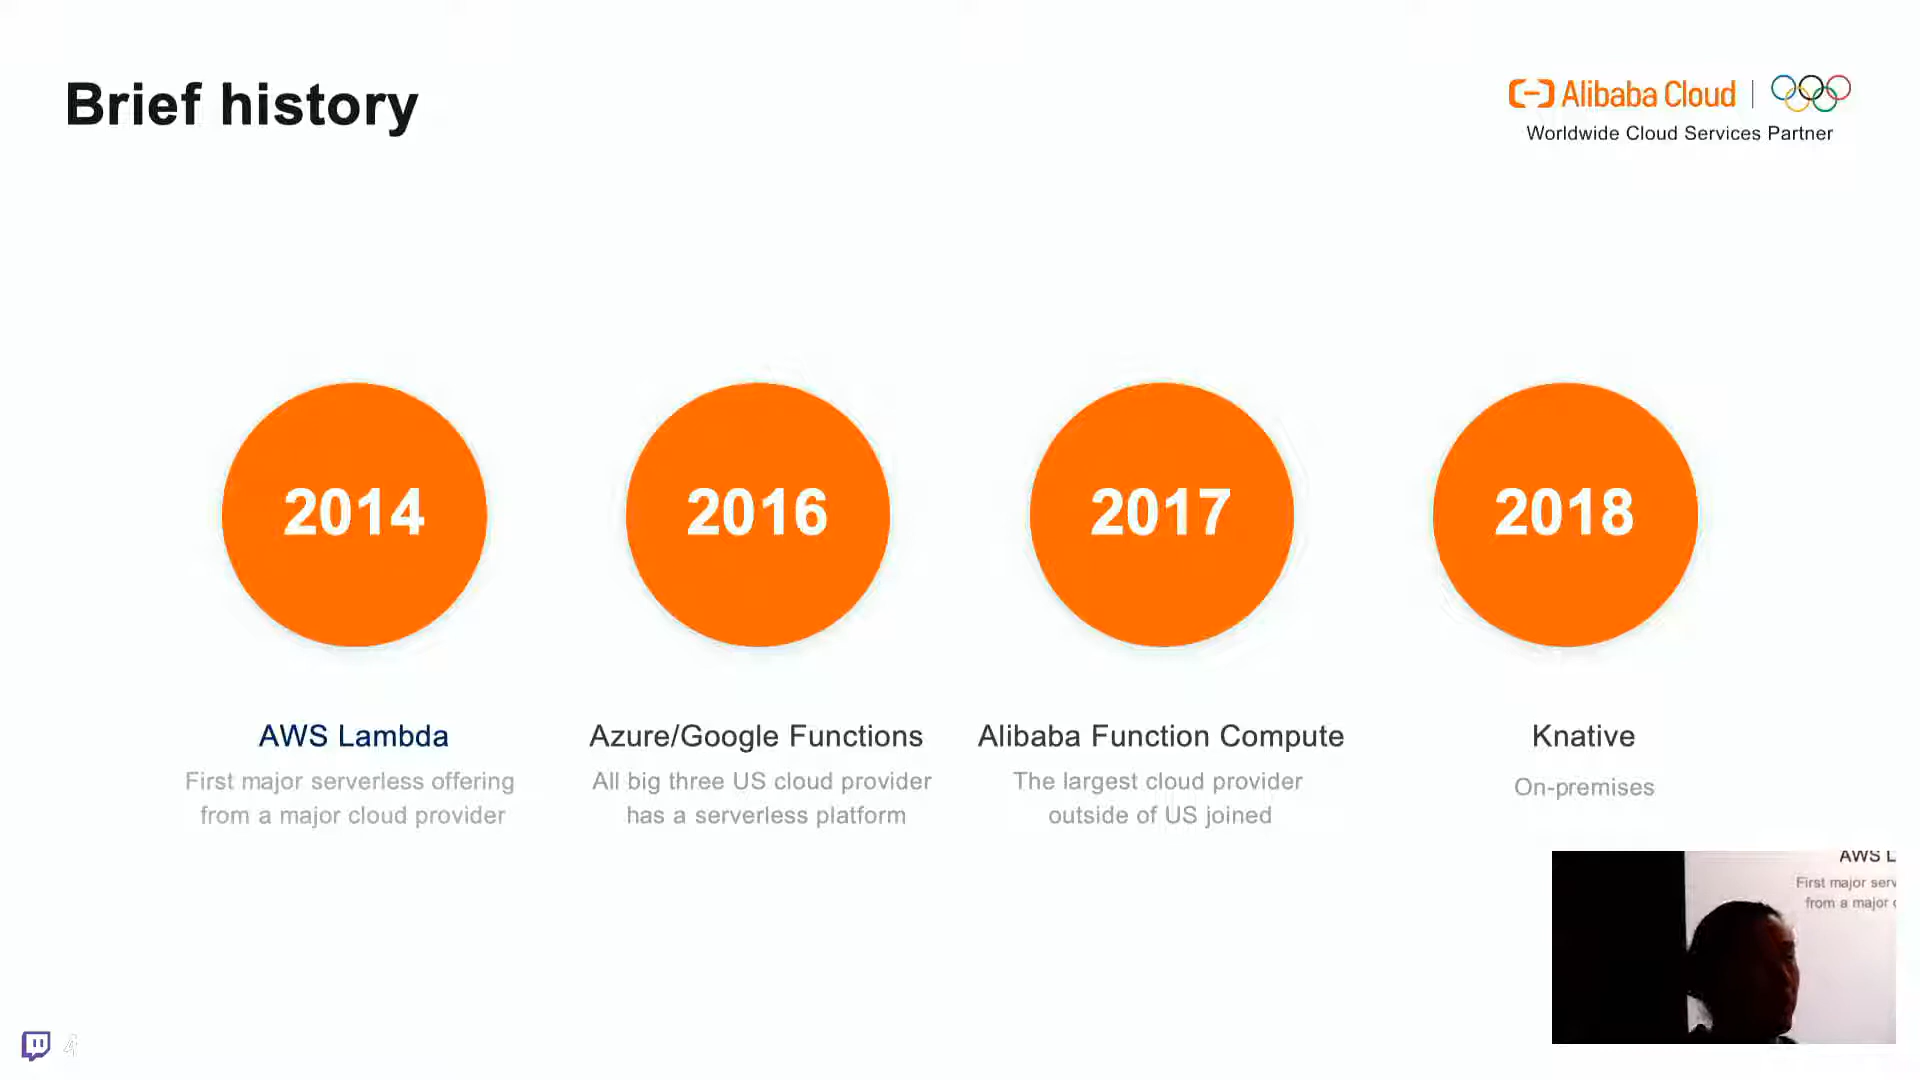 Brief history
Alibaba Cloud
Worldwide Cloud Services Partner
2014
2016
2017
2018
AWS Lambda
First major serverless offering
from a major cloud provider
Azure/Google Functions
All big three US cloud provider
has a serverless platform
Alibaba Function Compute
The largest cloud provider
outside of US joined
Knative
On-premises
AWS L
First major serv
from a major
4